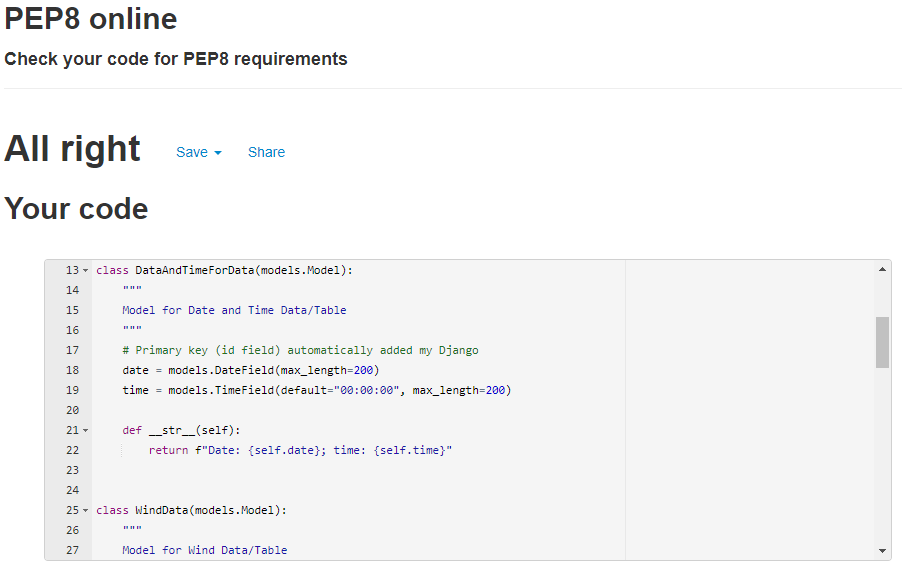 PEP8 online
Check your code for PEP8 requirements
All right Save Share
Your code
13 class DataAndTimeForData(models.Model):
14 """
15 Model for Date and Time Data/Table
16 """
17 # Primary key (id field) automatically added my Django
18 date = models.DateField(max_length=200)
19 time = models.TimeField(default="00:00:00", max_length=200)
20
21 def __str__(self):
22 return f"Date: {self.date}; time: {self.time}"
23
24
25 class WindData(models.Model):
26 """
27 Model for Wind Data/Table